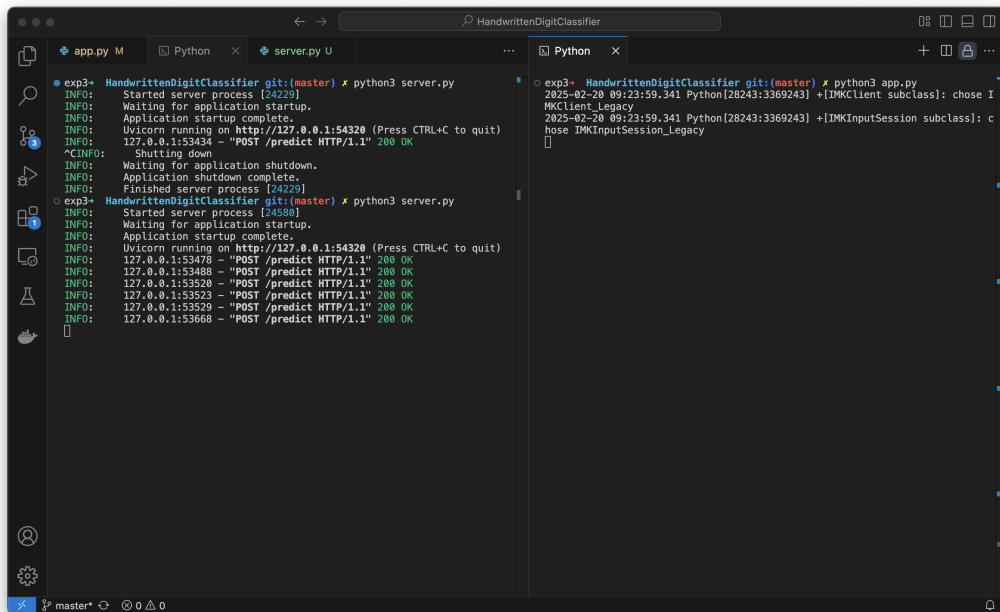 HandwrittenDigitClassifier
app.py M
Python
server.py U
exp3→ HandwrittenDigitClassifier git:(master) ✗ python3 server.py
INFO: Started server process [24229]
INFO: Waiting for application startup.
INFO: Application startup complete.
INFO: Uvicorn running on http://127.0.0.1:54320 (Press CTRL+C to quit)
INFO: 127.0.0.1:53434 – "POST /predict HTTP/1.1" 200 OK
^CINFO: Shutting down
INFO: Waiting for application shutdown.
INFO: Application shutdown complete.
INFO: Finished server process [24229]
exp3→ HandwrittenDigitClassifier git:(master) ✗ python3 server.py
INFO: Started server process [24580]
INFO: Waiting for application startup.
INFO: Application startup complete.
INFO: Uvicorn running on http://127.0.0.1:54320 (Press CTRL+C to quit)
INFO: 127.0.0.1:53478 – "POST /predict HTTP/1.1" 200 OK
INFO: 127.0.0.1:53488 – "POST /predict HTTP/1.1" 200 OK
INFO: 127.0.0.1:53520 – "POST /predict HTTP/1.1" 200 OK
INFO: 127.0.0.1:53523 – "POST /predict HTTP/1.1" 200 OK
INFO: 127.0.0.1:53529 – "POST /predict HTTP/1.1" 200 OK
INFO: 127.0.0.1:53668 – "POST /predict HTTP/1.1" 200 OK
Python
exp3→ HandwrittenDigitClassifier git:(master) ✗ python3 app.py
2025-02-20 09:23:59.341 Python[28243:3369243] +[IMKClient subclass]: chose I
MKClient_Legacy
2025-02-20 09:23:59.341 Python[28243:3369243] +[IMKInputSession subclass]: c
hose IMKInputSession_Legacy
3
1
master* 0 0